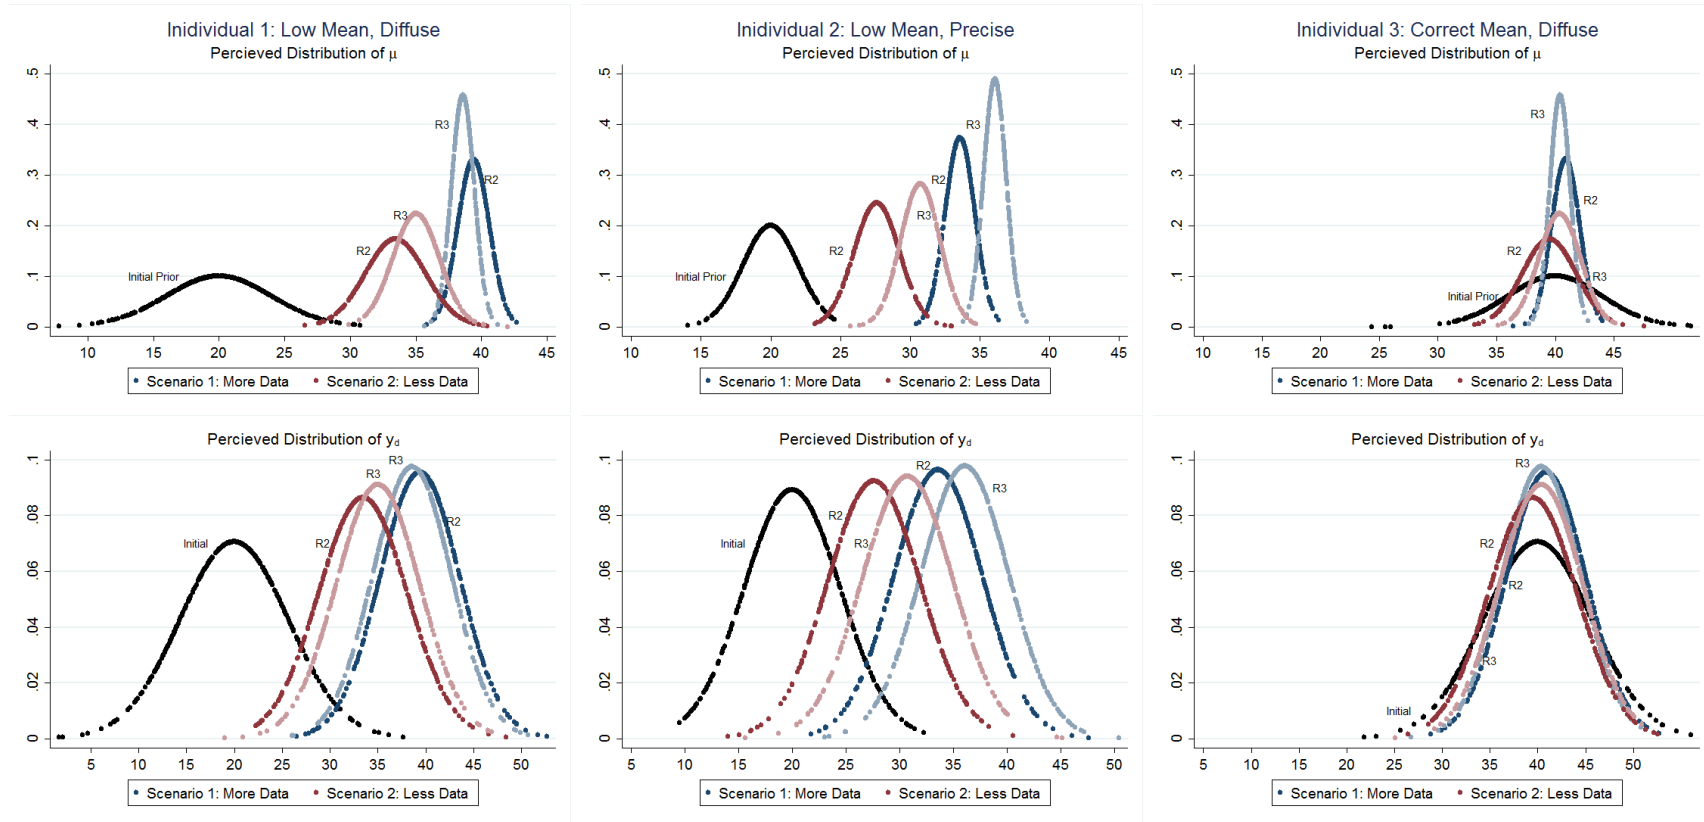 Inidividual 1: Low Mean, Diffuse
Percieved Distribution of μ
.5
.4
.3
.2
.1
0
R3
R2
R3
R2
Initial Prior
10 15 20 25 30 35 40 45
Scenario 1: More Data Scenario 2: Less Data
Inidividual 2: Low Mean, Precise
Percieved Distribution of μ
.5
.4
.3
.2
.1
0
R3
R2
R3
R2
Initial Prior
10 15 20 25 30 35 40 45
Scenario 1: More Data Scenario 2: Less Data
Inidividual 3: Correct Mean, Diffuse
Percieved Distribution of μ
.5
.4
.3
.2
.1
0
R3
R2
R2
R3
Initial Prior
10 15 20 25 30 35 40 45
Scenario 1: More Data Scenario 2: Less Data
Percieved Distribution of yd
.1
.08
.06
.04
.02
0
R3
R3
R2
R2
Initial
5 10 15 20 25 30 35 40 45 50
Scenario 1: More Data Scenario 2: Less Data
Percieved Distribution of yd
.1
.08
.06
.04
.02
0
R2
R3
R2
R3
Initial
5 10 15 20 25 30 35 40 45 50
Scenario 1: More Data Scenario 2: Less Data
Percieved Distribution of yd
.1
.08
.06
.04
.02
0
R3
R2
R2
R3
Initial
5 10 15 20 25 30 35 40 45 50
Scenario 1: More Data Scenario 2: Less Data